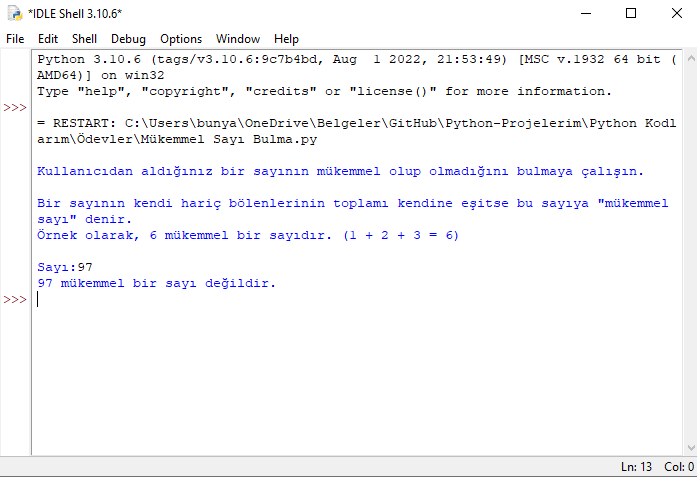 *IDLE Shell 3.10.6*
File Edit Shell Debug Options Window Help
Python 3.10.6 (tags/v3.10.6:9c7b4bd, Aug  1 2022, 21:53:49) [MSC v.1932 64 bit (
AMD64)] on win32
Type "help", "copyright", "credits" or "license()" for more information.
>>>
= RESTART: C:\Users\bunya\OneDrive\Belgeler\GitHub\Python-Projelerim\Python Kodl
arım\Ödevler\Mükemmel Sayı Bulma.py
Kullanıcıdan aldığınız bir sayının mükemmel olup olmadığını bulmaya çalışın.
Bir sayının kendi hariç bölenlerinin toplamı kendine eşitse bu sayıya "mükemmel
sayı" denir.
Örnek olarak, 6 mükemmel bir sayıdır. (1 + 2 + 3 = 6)
Sayı:97
97 mükemmel bir sayı değildir.
>>>
Ln: 13 Col: 0